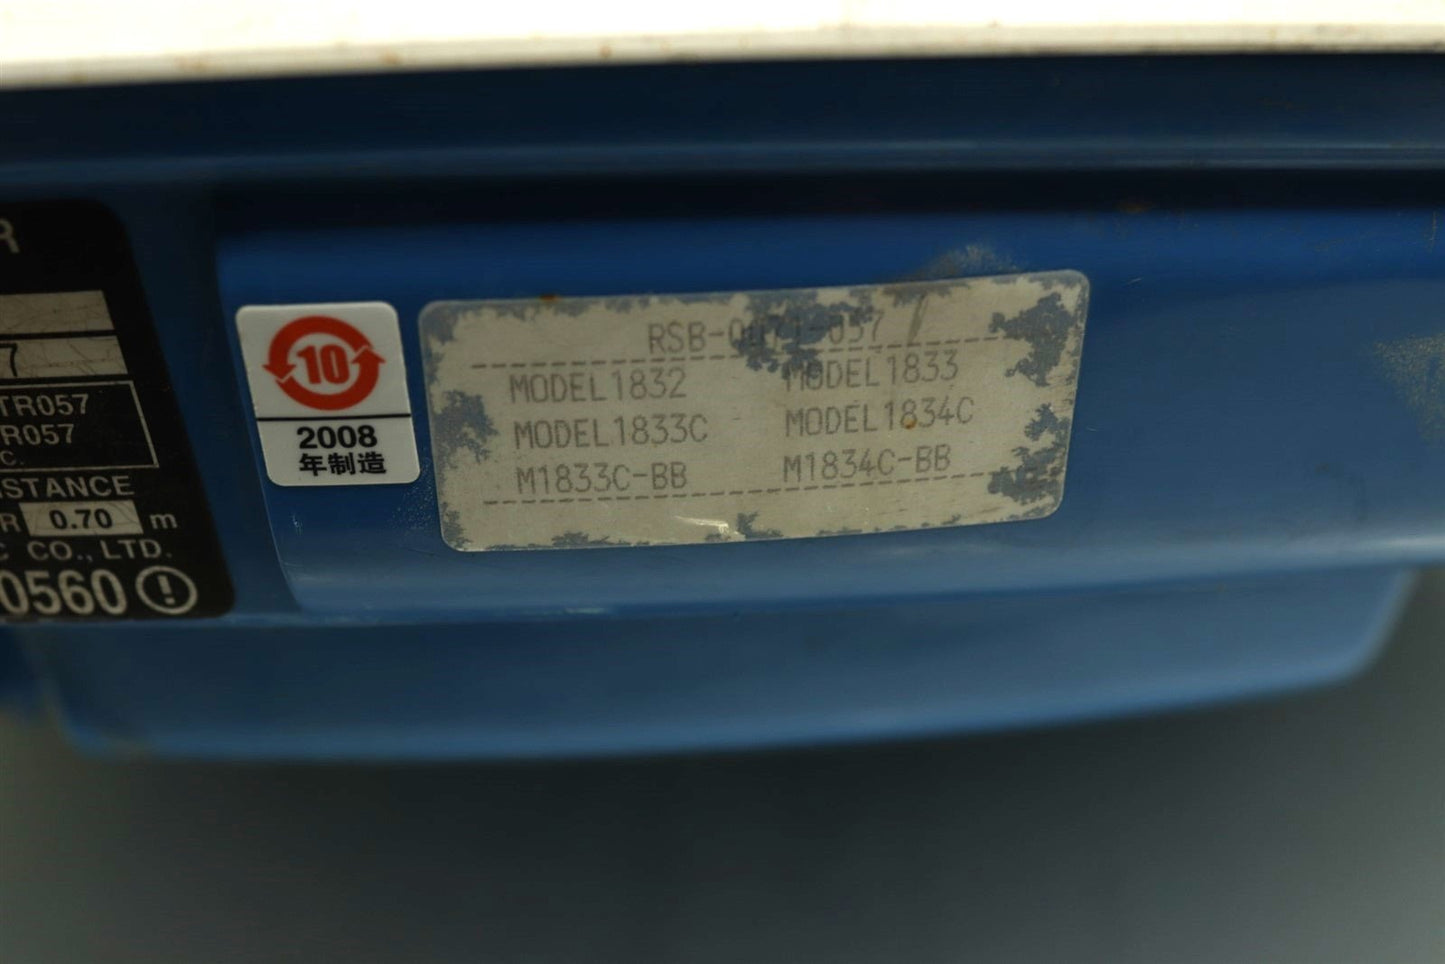 R
7
TR057
R057
C.
ISTANCE
R 0.70 m
C CO., LTD.
0560
10
2008
年制造
MODEL1832 MODEL1833
MODEL1833C MODEL1834C
M1833C-BB M1834C-BB